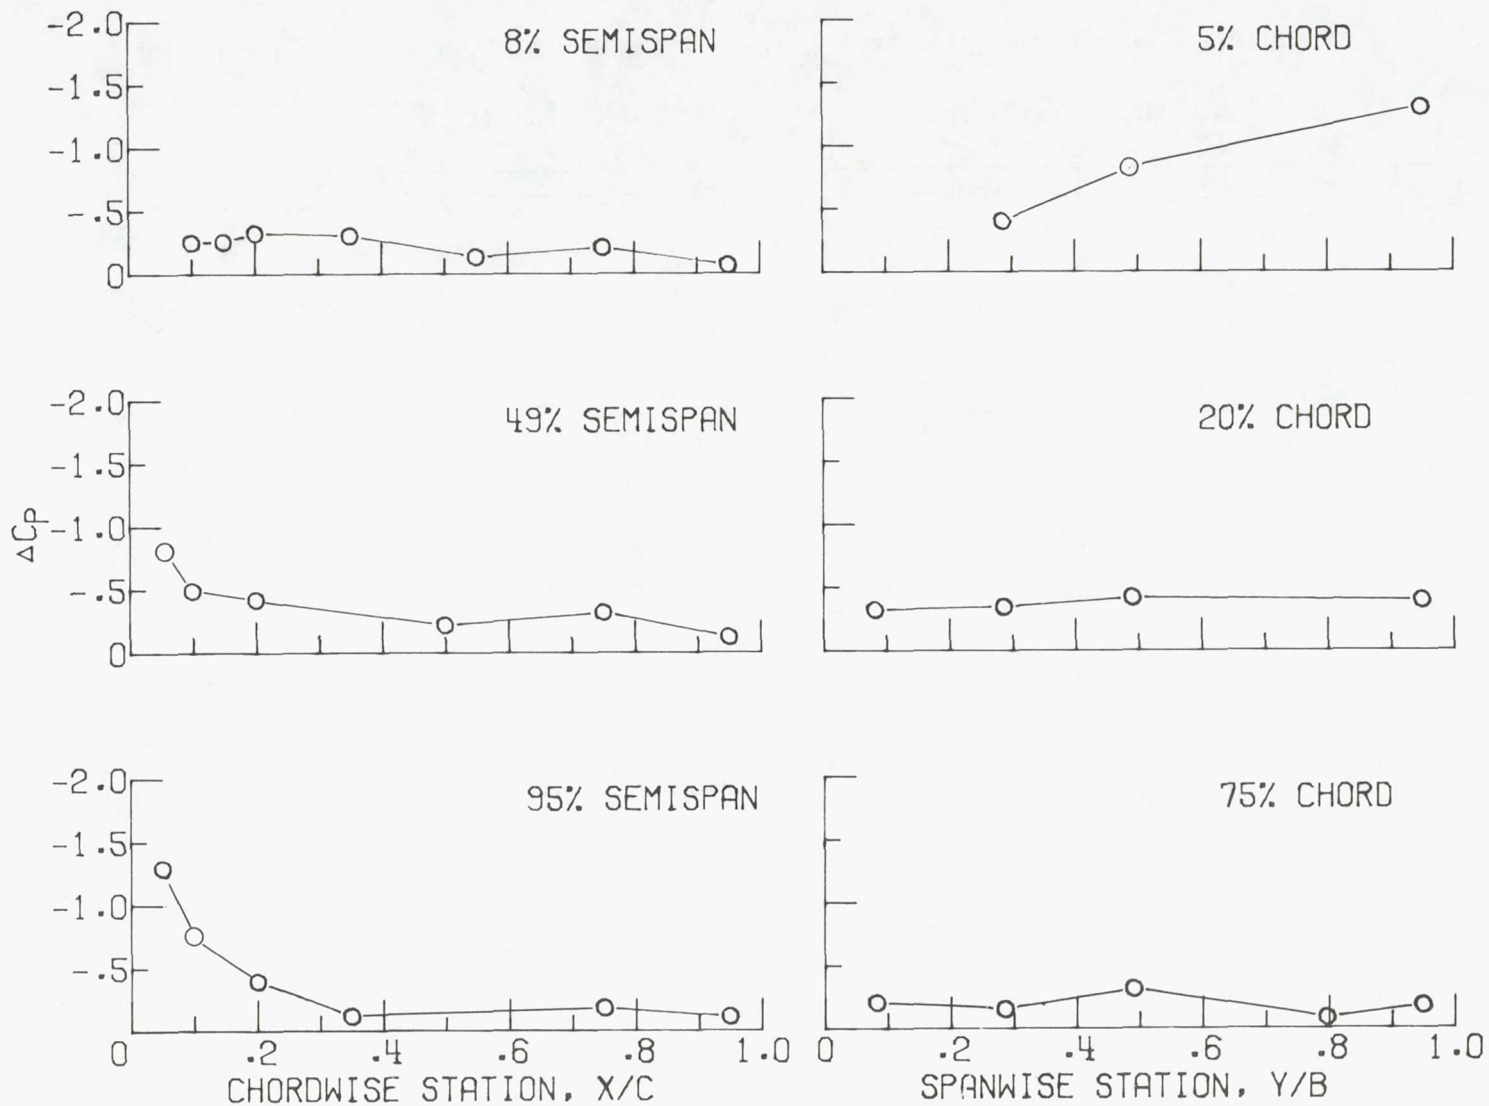 8% SEMISPAN
-2.0
-1.5
-1.0
-.5
0
5% CHORD
49% SEMISPAN
-2.0
-1.5
-1.0
-.5
0
ΔCP
20% CHORD
95% SEMISPAN
-2.0
-1.5
-1.0
-.5
0 .2 .4 .6 .8 1.0
CHORDWISE STATION, X/C
75% CHORD
0 .2 .4 .6 .8 1.0
SPANWISE STATION, Y/B